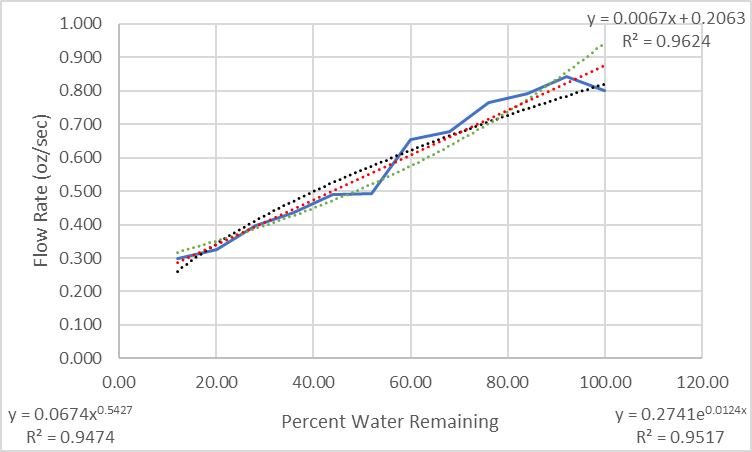 y = 0.0067x + 0.2063
R² = 0.9624
1.000
0.900
0.800
0.700
0.600
0.500
0.400
0.300
0.200
0.100
0.000
Flow Rate (oz/sec)
0.00 20.00 40.00 60.00 80.00 100.00 120.00
Percent Water Remaining
y = 0.0674x^0.5427
R² = 0.9474
y = 0.2741e^0.0124x
R² = 0.9517